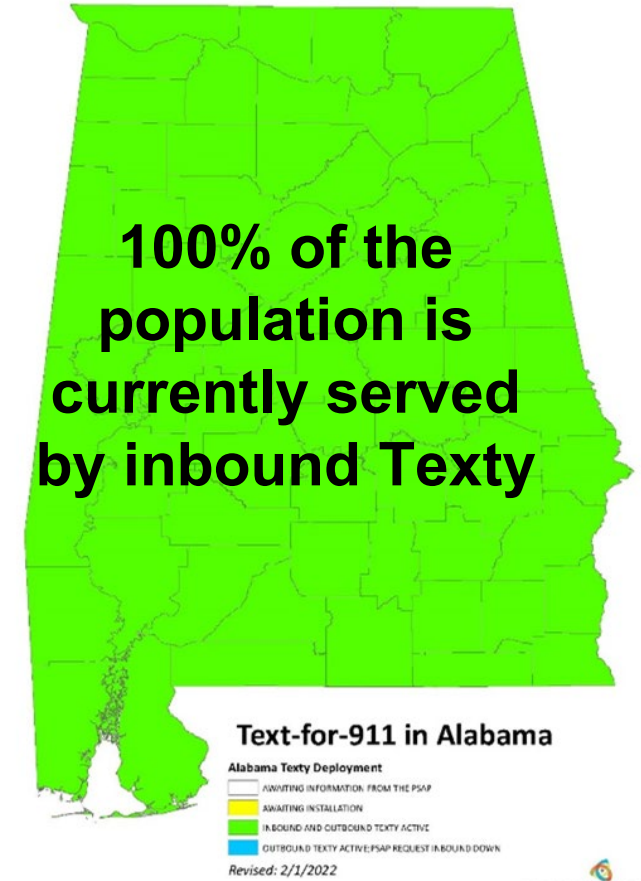 100% of the
population is
currently served
by inbound Texty
Text-for-911 in Alabama
Alabama Texty Deployment
AWAITING INFORMATION FROM THE PSAP
AWAITING INSTALLATION
INBOUND AND OUTBOUND TEXTY ACTIVE
OUTBOUND TEXTY ACTIVE;PSAP REQUEST INBOUND DOWN
Revised: 2/1/2022